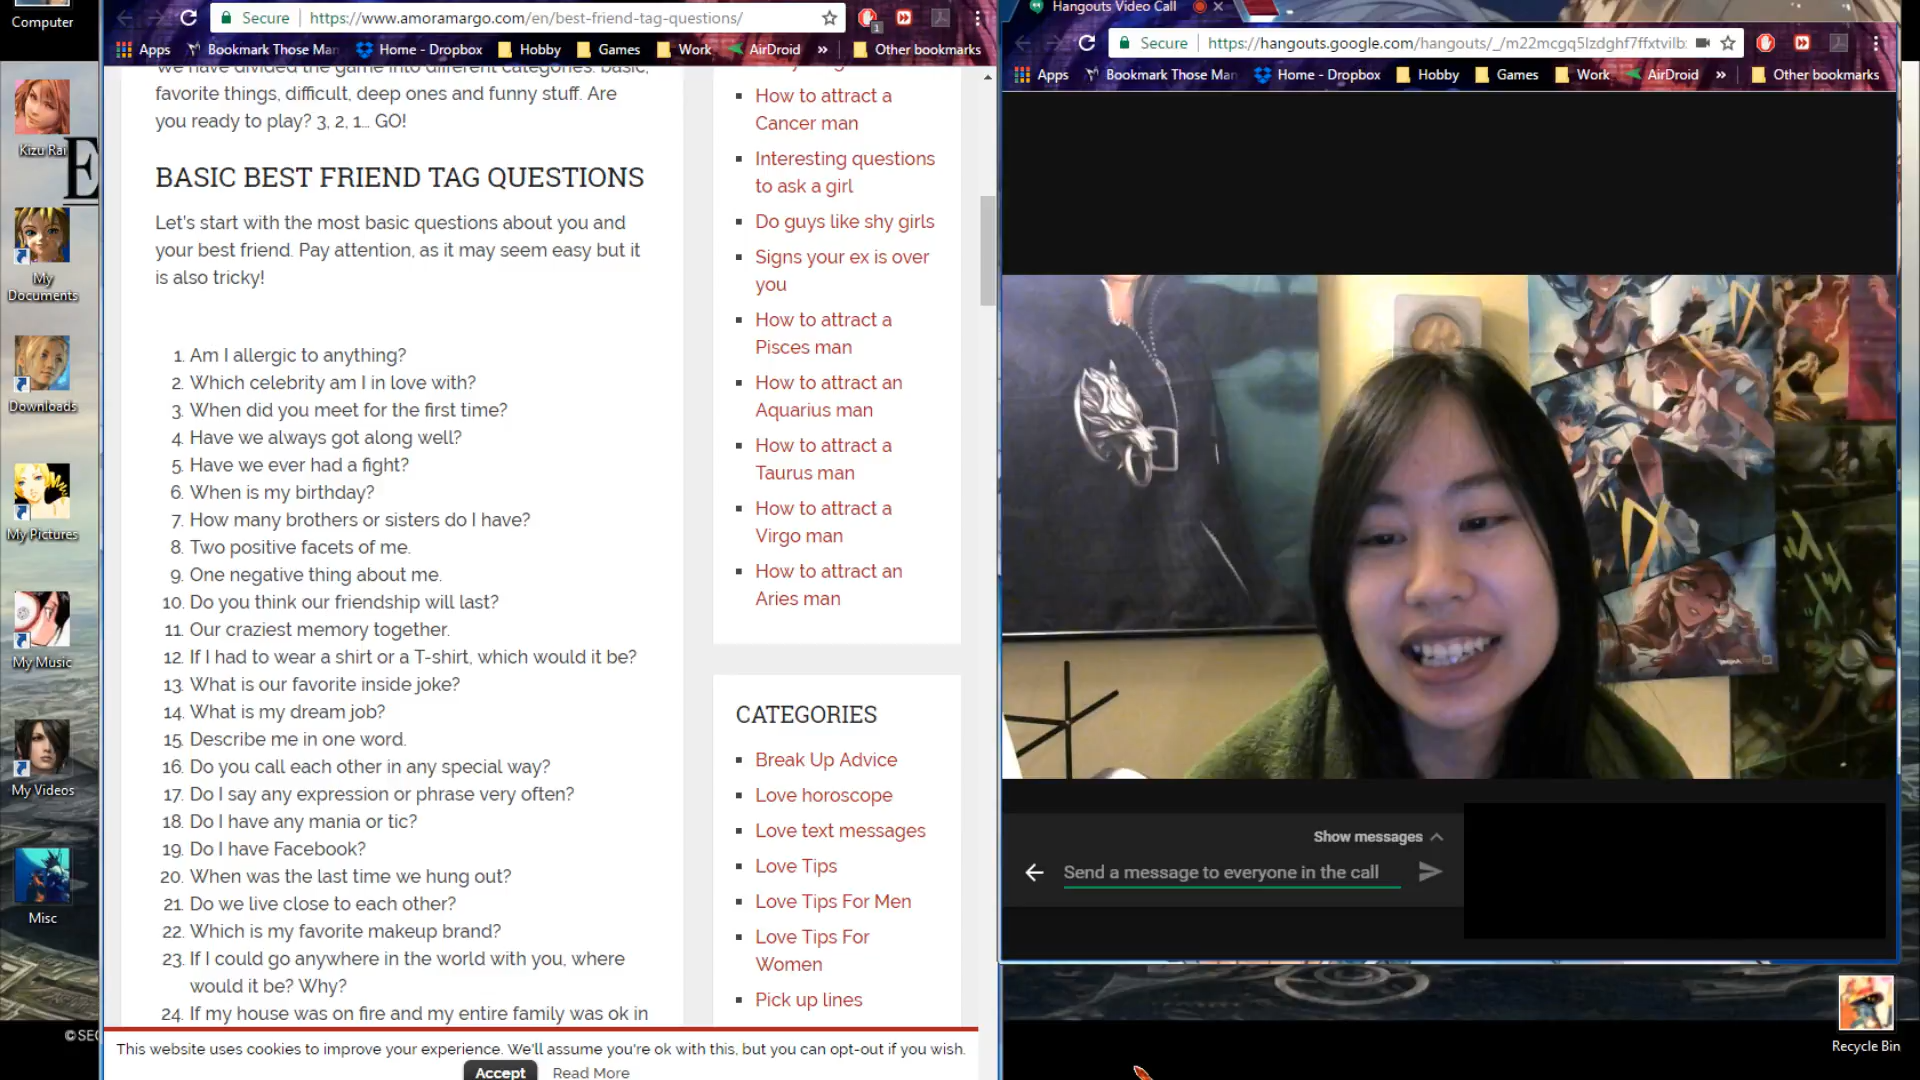 Computer
Secure
https://www.amoramargo.com/en/best-friend-tag-questions/
1
Apps
Bookmark Those Man
Home - Dropbox
Hobby
Games
Work
AirDroid
»
Other bookmarks
We have divided the game into different categories: basic,
favorite things, difficult, deep ones and funny stuff. Are
you ready to play? 3, 2, 1… GO!
BASIC BEST FRIEND TAG QUESTIONS
Let's start with the most basic questions about you and
your best friend. Pay attention, as it may seem easy but it
is also tricky!
1. Am I allergic to anything?
2. Which celebrity am I in love with?
3. When did you meet for the first time?
4. Have we always got along well?
5. Have we ever had a fight?
6. When is my birthday?
7. How many brothers or sisters do I have?
8. Two positive facets of me.
9. One negative thing about me.
10. Do you think our friendship will last?
11. Our craziest memory together.
12. If I had to wear a shirt or a T-shirt, which would it be?
13. What is our favorite inside joke?
14. What is my dream job?
15. Describe me in one word.
16. Do you call each other in any special way?
17. Do I say any expression or phrase very often?
18. Do I have any mania or tic?
19. Do I have Facebook?
20. When was the last time we hung out?
21. Do we live close to each other?
22. Which is my favorite makeup brand?
23. If I could go anywhere in the world with you, where
would it be? Why?
24. If my house was on fire and my entire family was ok in
How to attract a
Cancer man
Interesting questions
to ask a girl
Do guys like shy girls
Signs your ex is over
you
How to attract a
Pisces man
How to attract an
Aquarius man
How to attract a
Taurus man
How to attract a
Virgo man
How to attract an
Aries man
CATEGORIES
Break Up Advice
Love horoscope
Love text messages
Love Tips
Love Tips For Men
Love Tips For
Women
Pick up lines
This website uses cookies to improve your experience. We'll assume you're ok with this, but you can opt-out if you wish.
Accept
Read More
Kizu Rai
E
My
Documents
Downloads
My Pictures
My Music
My Videos
Misc
Hangouts Video Call
Secure
https://hangouts.google.com/hangouts/_/m22mcgq5lzdghf7ffxtvilb
Apps
Bookmark Those Man
Home - Dropbox
Hobby
Games
Work
AirDroid
»
Other bookmarks
Show messages
Send a message to everyone in the call
Recycle Bin